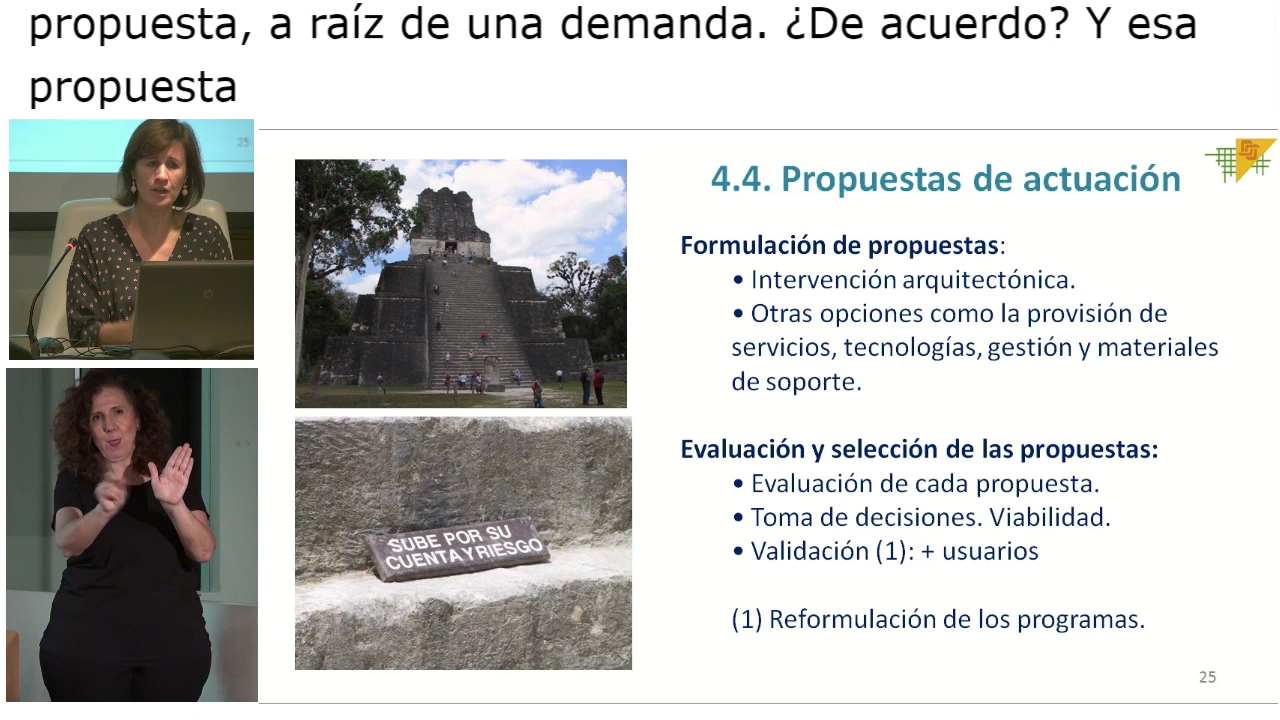 propuesta, a raíz de una demanda. ¿De acuerdo? Y esa
propuesta
25
4.4. Propuestas de actuación
Formulación de propuestas:
• Intervención arquitectónica.
• Otras opciones como la provisión de
servicios, tecnologías, gestión y materiales
de soporte.
SUBE POR SU
CUENTA Y RIESGO
Evaluación y selección de las propuestas:
• Evaluación de cada propuesta.
• Toma de decisiones. Viabilidad.
• Validación (1): + usuarios
(1) Reformulación de los programas.
25